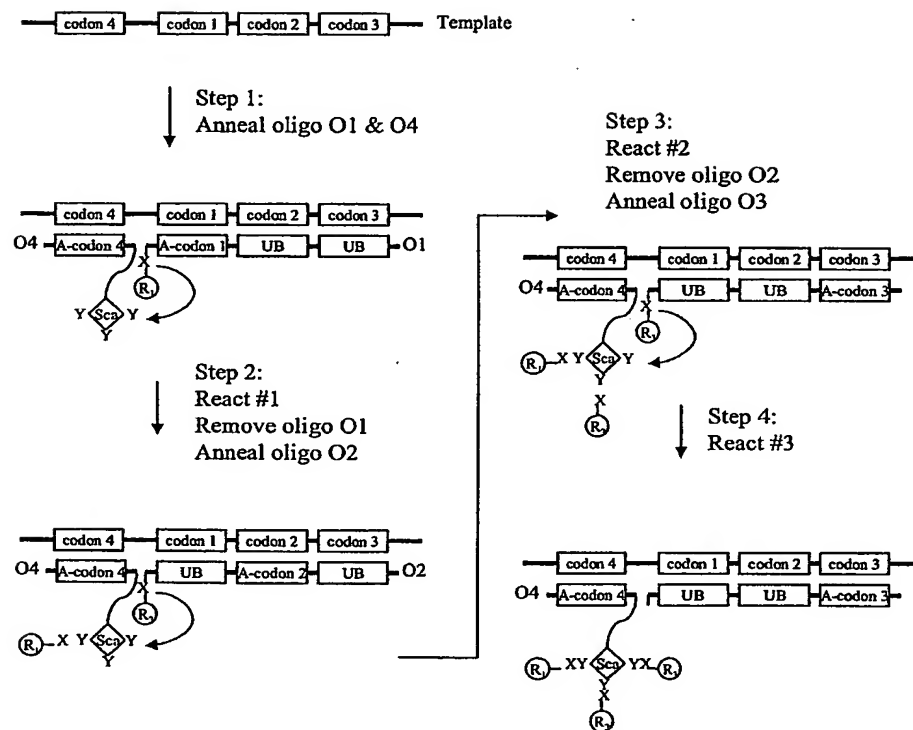 codon 4 codon 1 codon 2 codon 3 Template
Step 1:
Anneal oligo O1 & O4
codon 4 codon 1 codon 2 codon 3
O4 A-codon 4 A-codon 1 UB UB O1
X
R₁
Y Sca Y
Y
Step 2:
React #1
Remove oligo O1
Anneal oligo O2
codon 4 codon 1 codon 2 codon 3
O4 A-codon 4 UB A-codon 2 UB O2
X
R₂
R₁ X Y Sca Y
Y
Step 3:
React #2
Remove oligo O2
Anneal oligo O3
codon 4 codon 1 codon 2 codon 3
O4 A-codon 4 UB UB A-codon 3
X
R₃
R₁ X Y Sca Y
Y
X
R₂
Step 4:
React #3
codon 4 codon 1 codon 2 codon 3
O4 A-codon 4 UB UB A-codon 3
R₁ XY Sca YX R₃
Y
X
R₂